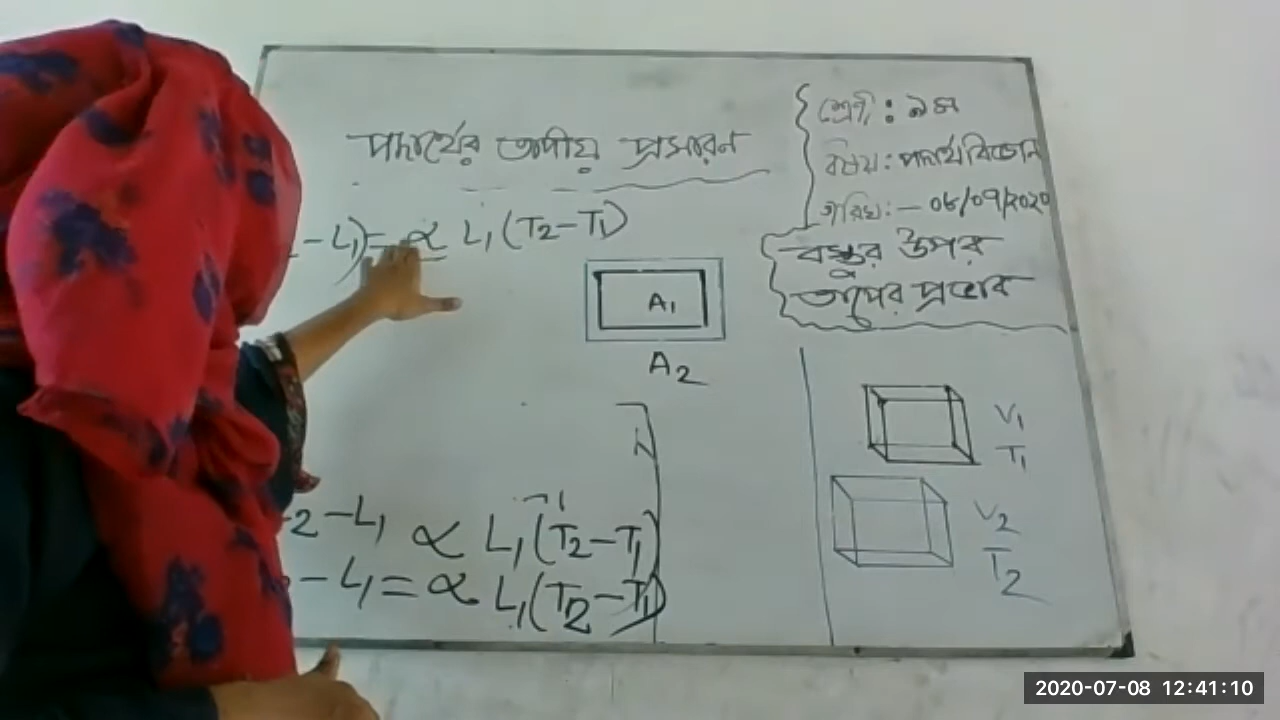 পদার্থের তাপীয় প্রসারন
শ্রেণী : ৯ম
বিষয় : পদার্থ বিজ্ঞান
তারিখ :- ০৮/০৭/২০২০
বস্তুর উপর
তাপের প্রভাব
- L₁) = α L₁ (T₂-T₁)
A₁
A₂
V₁
T₁
V₂
T₂
2 - L₁ ∝ L₁ (T₂-T₁)
- L₁ = α L₁ (T₂-T₁)
2020-07-08 12:41:10